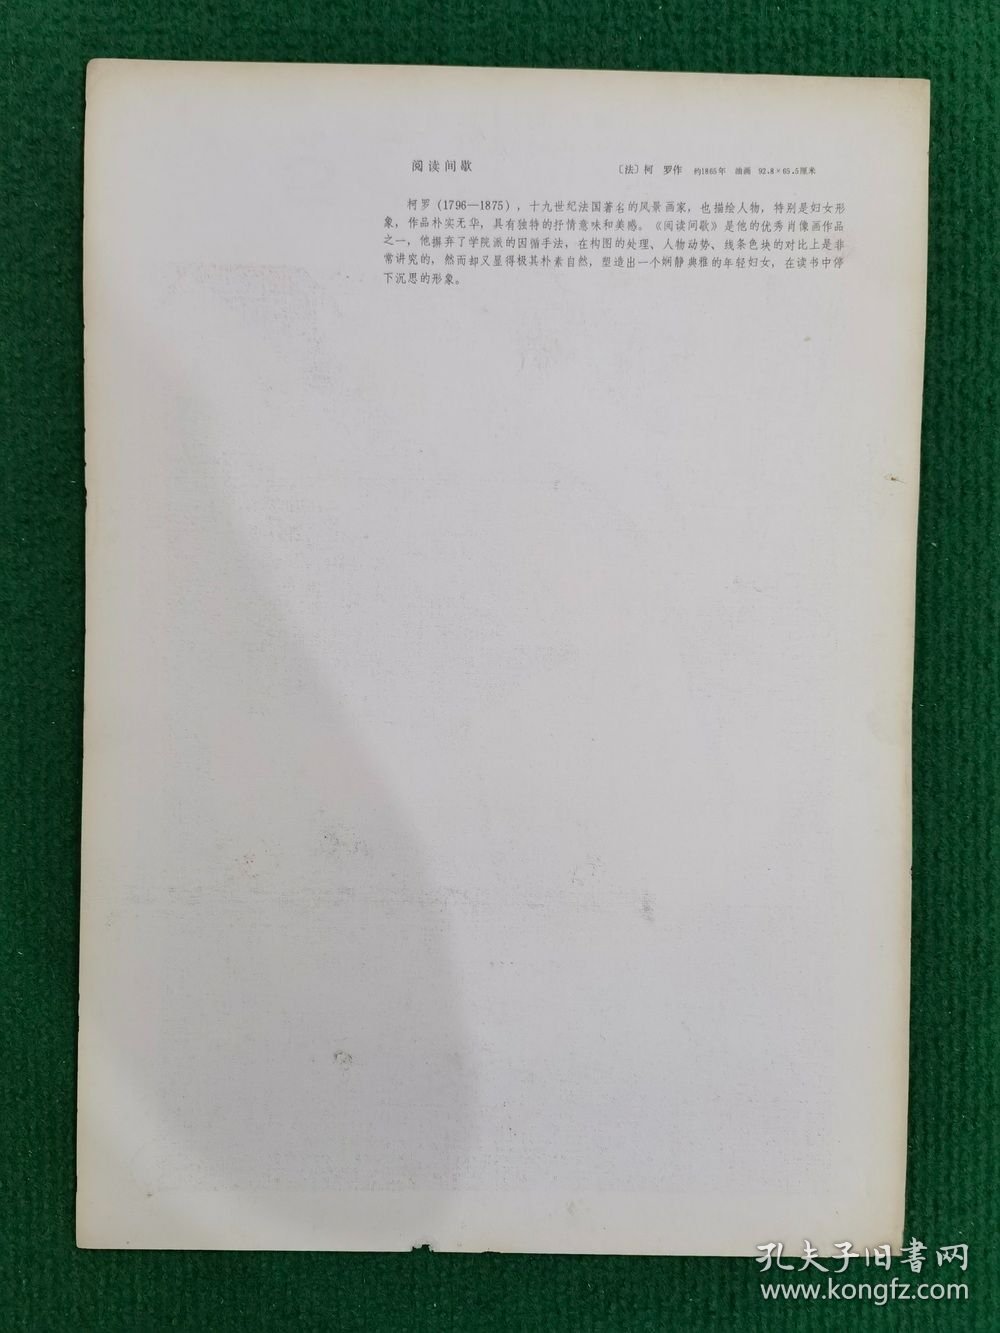 阅读间歇 〔法〕柯 罗作 约1865年 油画 92.8×65.5厘米
柯罗（1796—1875），十九世纪法国著名的风景画家，也描绘人物，特别是妇女形
象，作品朴实无华，具有独特的抒情意味和美感。《阅读间歇》是他的优秀肖像画作品
之一，他摒弃了学院派的因循手法，在构图的处理、人物动势、线条色块的对比上是非
常讲究的，然而却又显得极其朴素自然，塑造出一个娴静典雅的年轻妇女，在读书中停
下沉思的形象。
孔夫子旧書网
www.kongfz.com